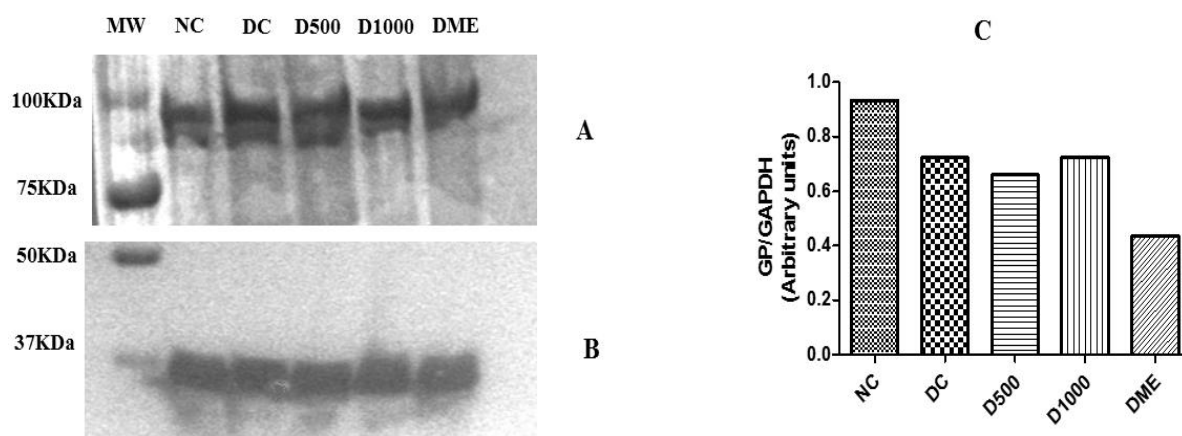 MW NC DC D500 D1000 DME
100KDa
75KDa
A
50KDa
37KDa
B
C
GP/GAPDH
(Arbitrary units)
1.0
0.8
0.6
0.4
0.2
0.0
NC DC D500 D1000 DME